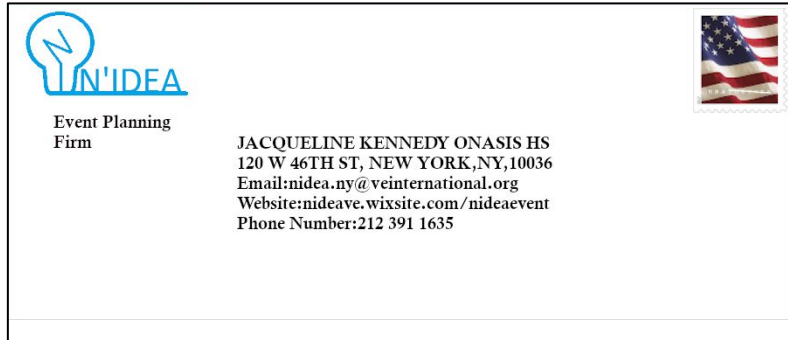 N'IDEA
Event Planning
Firm
JACQUELINE KENNEDY ONASIS HS
120 W 46TH ST, NEW YORK,NY,10036
Email:nidea.ny@veinternational.org
Website:nideave.wixsite.com/nideaevent
Phone Number:212 391 1635